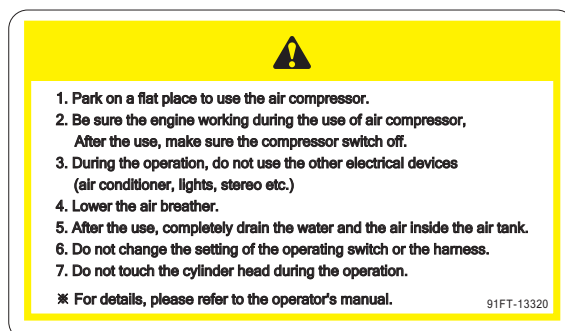 1. Park on a flat place to use the air compressor.
2. Be sure the engine working during the use of air compressor,
After the use, make sure the compressor switch off.
3. During the operation, do not use the other electrical devices
(air conditioner, lights, stereo etc.)
4. Lower the air breather.
5. After the use, completely drain the water and the air inside the air tank.
6. Do not change the setting of the operating switch or the harness.
7. Do not touch the cylinder head during the operation.
※ For details, please refer to the operator's manual.
91FT-13320